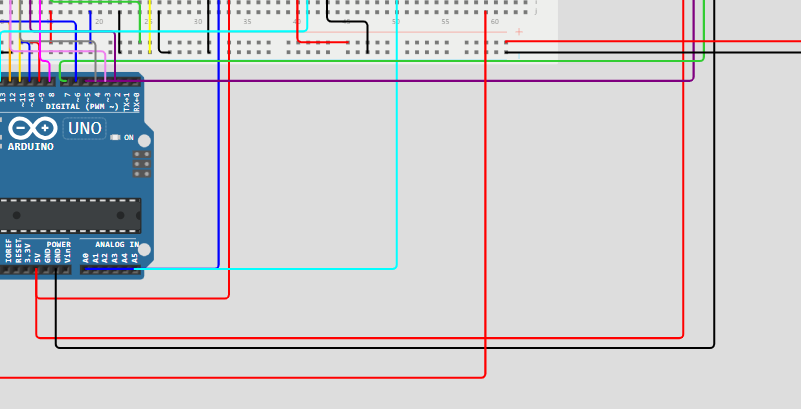 20 25 30 35 40 45 50 55 60
13
12
~11
~10
~9
8
7
~6
~5
4
~3
2
TX→1
RX←0
DIGITAL (PWM ~)
UNO
ON
ARDUINO
IOREF
RESET
3.3V
5V
GND
GND
Vin
POWER
ANALOG IN
A0
A1
A2
A3
A4
A5